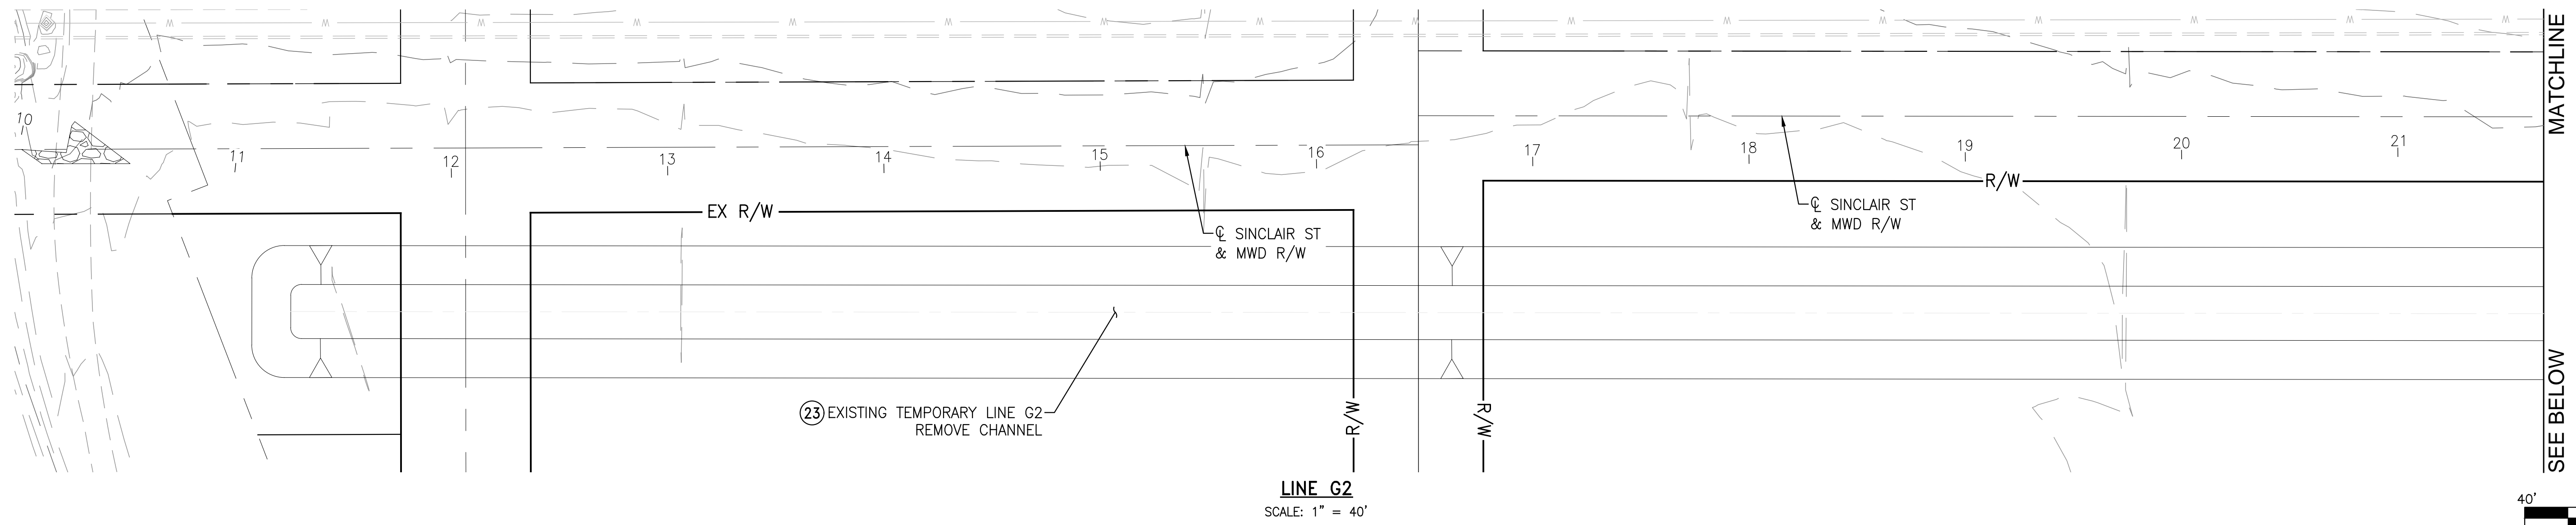 W W W W W W W W W W W W W W W W
MATCHLINE
10
11
12
13
14
15
16
17
18
19
20
21
EX R/W
R/W
℄ SINCLAIR ST
& MWD R/W
℄ SINCLAIR ST
& MWD R/W
23 EXISTING TEMPORARY LINE G2
REMOVE CHANNEL
R/W
R/W
SEE BELOW
LINE G2
SCALE: 1" = 40'
40'